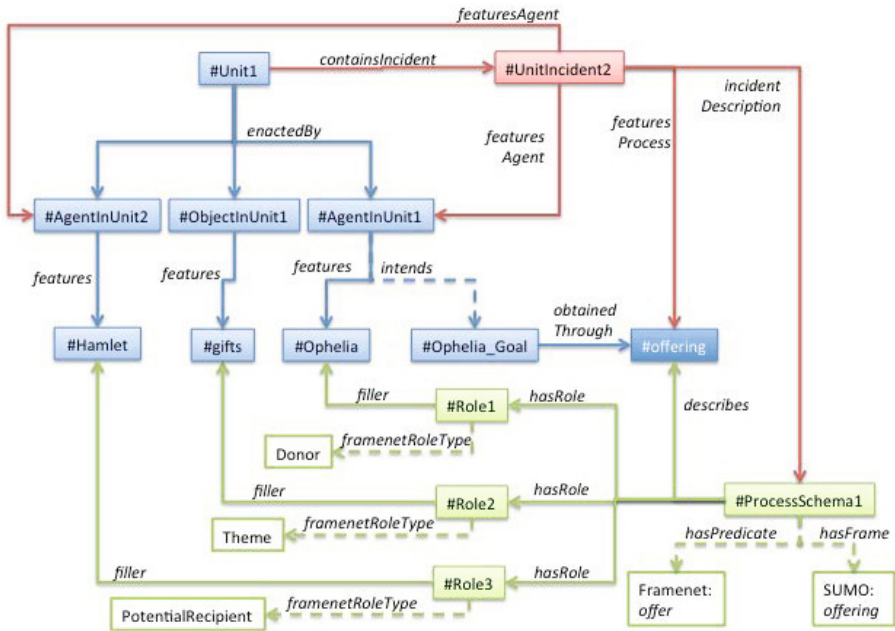 featuresAgent
#Unit1
containsIncident
#UnitIncident2
incident
Description
enactedBy
features
Agent
features
Process
#AgentInUnit2
#ObjectInUnit1
#AgentInUnit1
features
features
features
intends
obtained
Through
#Hamlet
#gifts
#Ophelia
#Ophelia_Goal
#offering
filler
#Role1
hasRole
describes
Donor
framenetRoleType
filler
#Role2
hasRole
#ProcessSchema1
Theme
framenetRoleType
hasPredicate
hasFrame
filler
#Role3
hasRole
Framenet:
offer
SUMO:
offering
PotentialRecipient
framenetRoleType